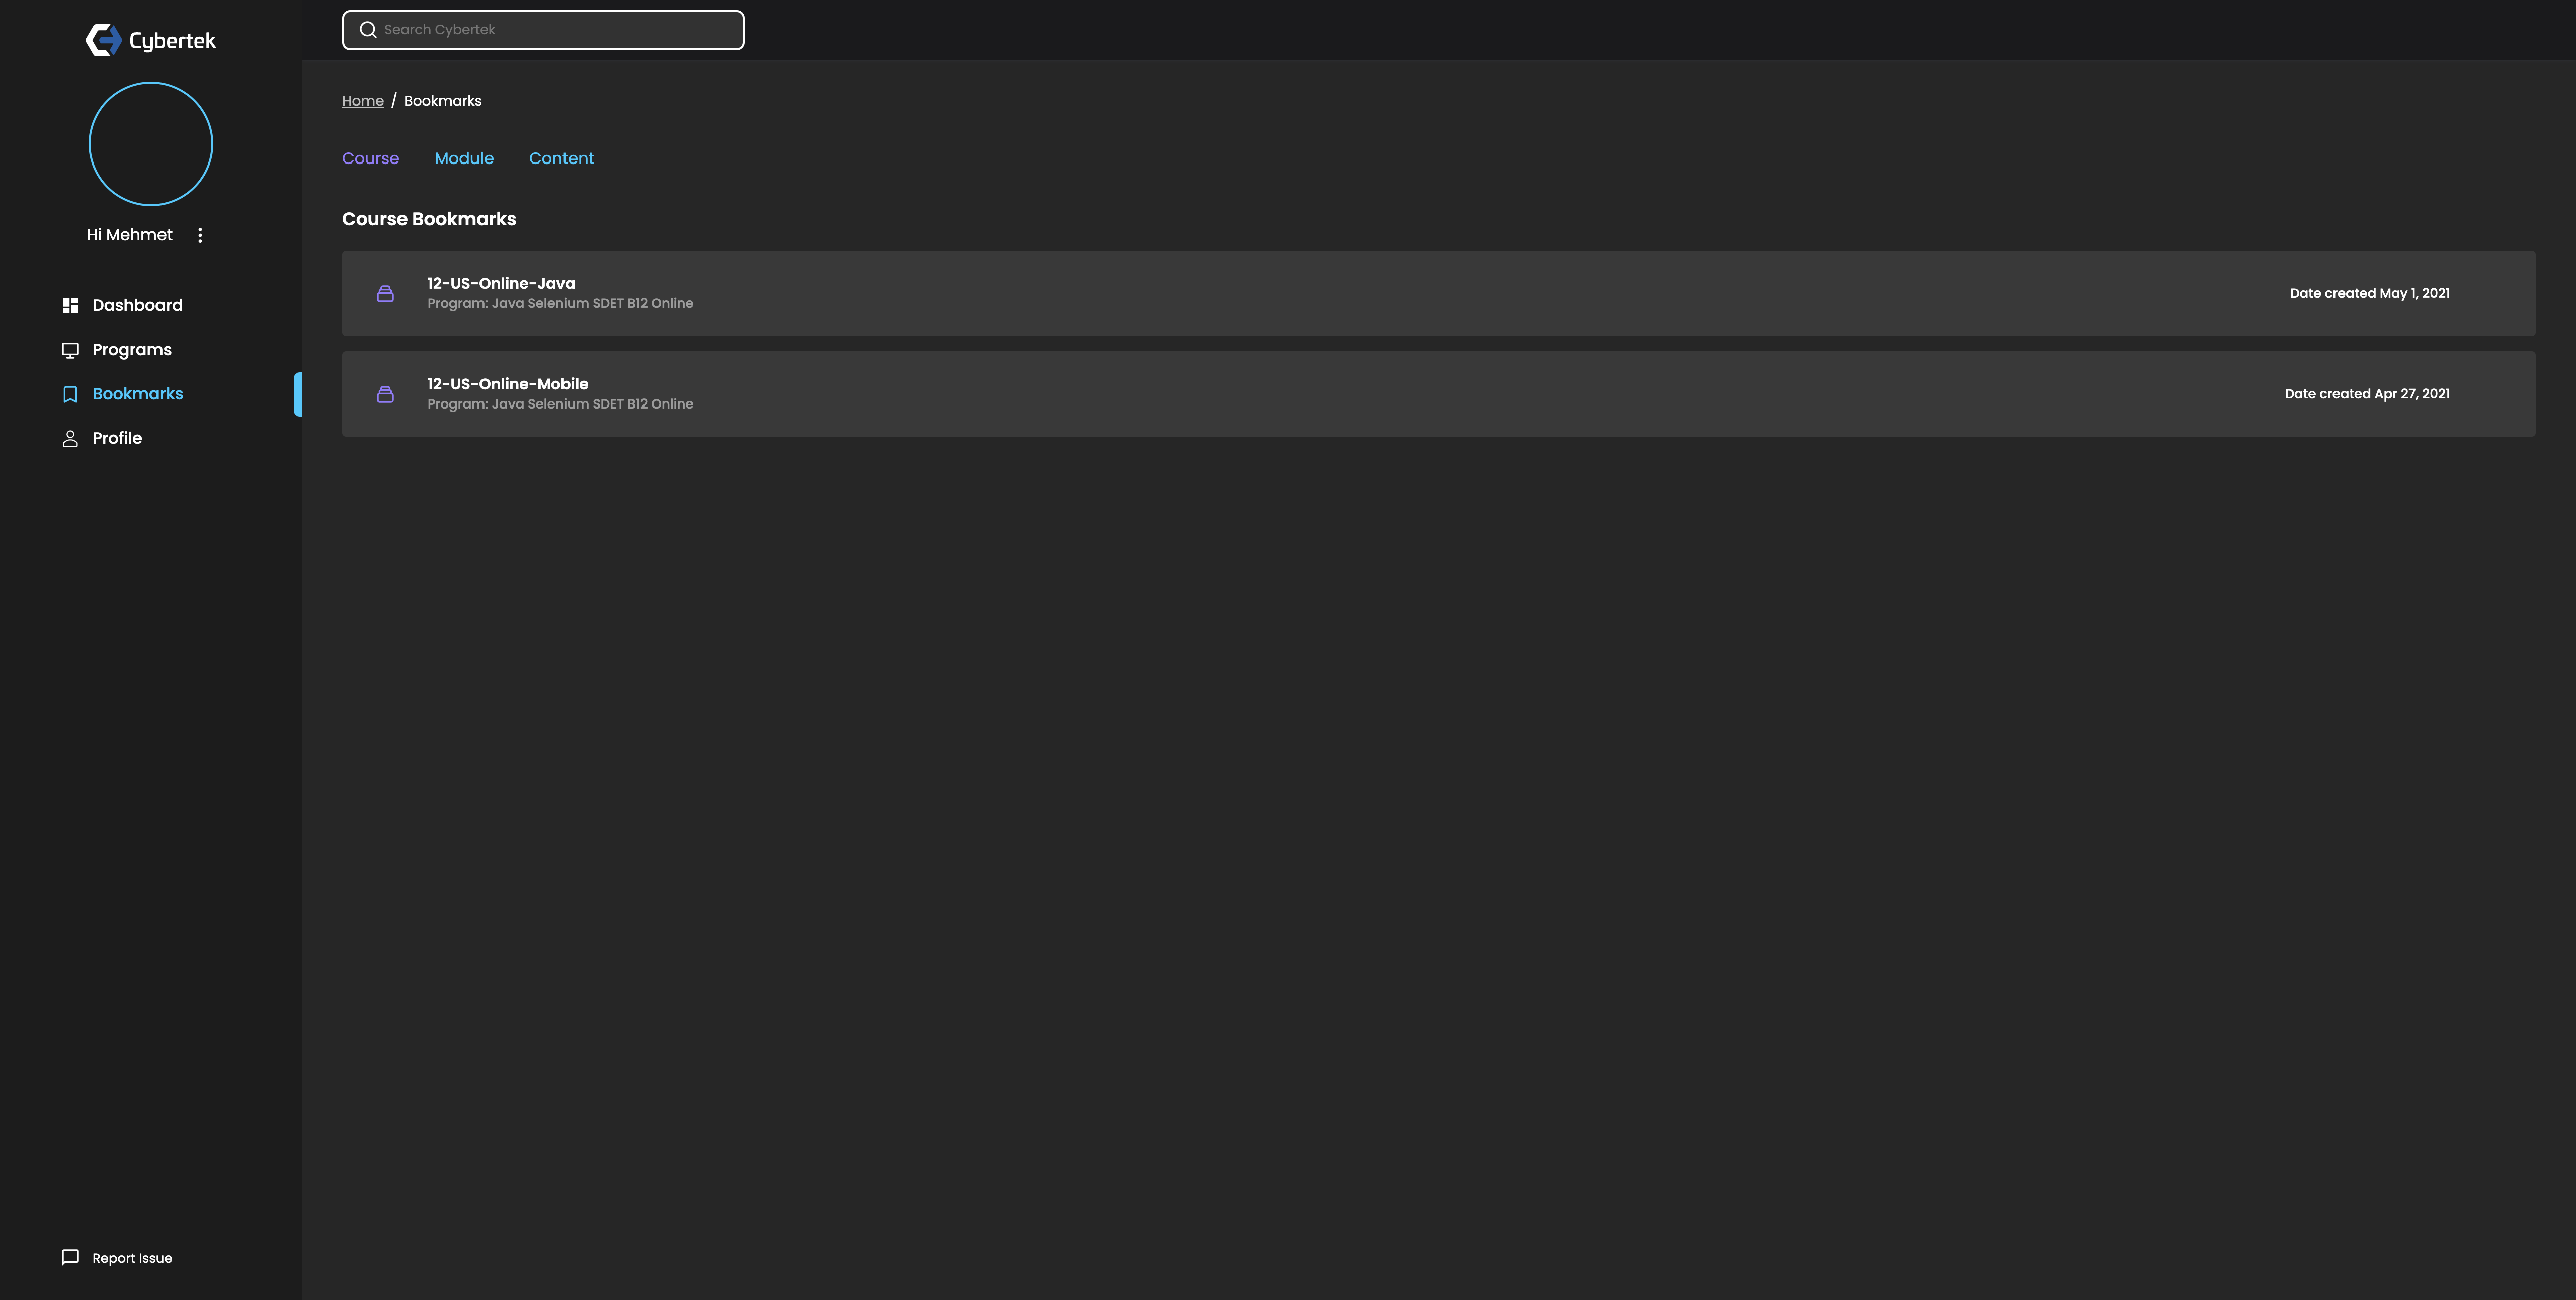 Cybertek
Search Cybertek
Hi Mehmet
Dashboard
Programs
Bookmarks
Profile
Report Issue
Home / Bookmarks
Course Module Content
Course Bookmarks
12-US-Online-Java
Program: Java Selenium SDET B12 Online
Date created May 1, 2021
12-US-Online-Mobile
Program: Java Selenium SDET B12 Online
Date created Apr 27, 2021